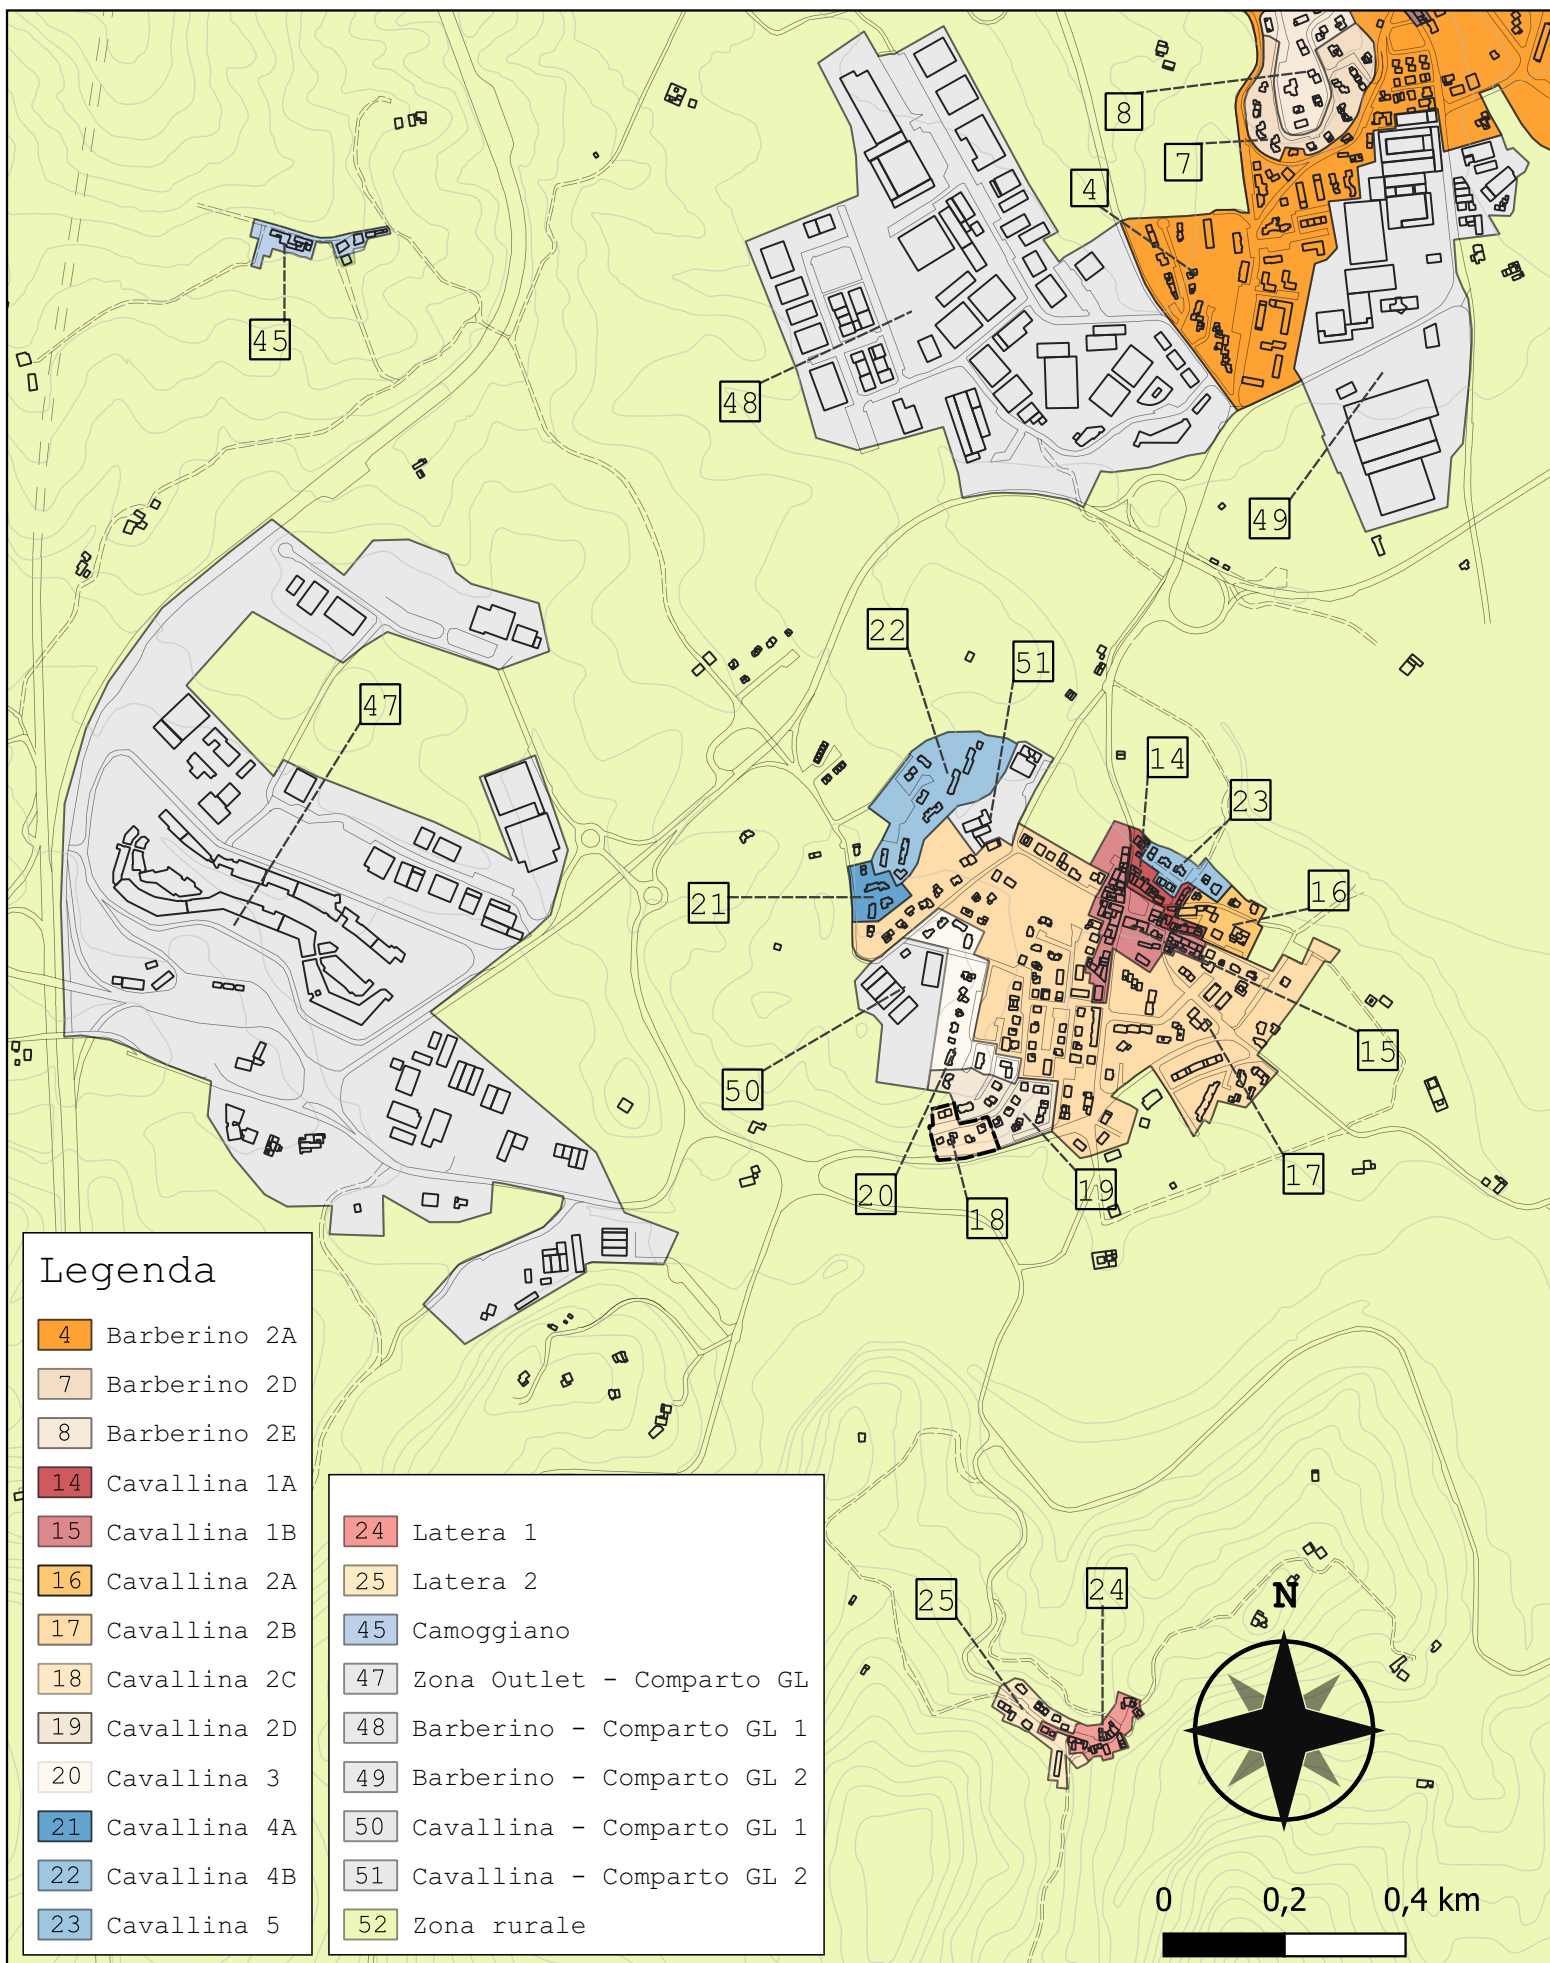 8
7
4
45
48
49
22
51
47
14
23
16
21
15
50
17
20
19
18
Legenda
4 Barberino 2A
7 Barberino 2D
8 Barberino 2E
14 Cavallina 1A
15 Cavallina 1B
16 Cavallina 2A
17 Cavallina 2B
18 Cavallina 2C
19 Cavallina 2D
20 Cavallina 3
21 Cavallina 4A
22 Cavallina 4B
23 Cavallina 5
24 Latera 1
25 Latera 2
45 Camoggiano
47 Zona Outlet - Comparto GL
48 Barberino - Comparto GL 1
49 Barberino - Comparto GL 2
50 Cavallina - Comparto GL 1
51 Cavallina - Comparto GL 2
52 Zona rurale
25
24
N
0 0,2 0,4 km